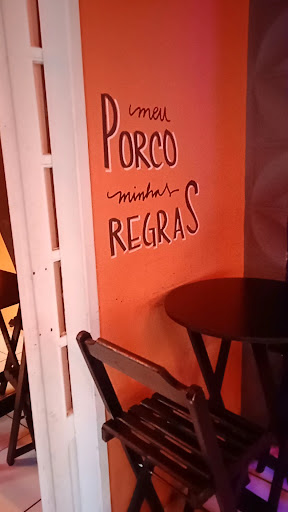 meu
PORCO
minhas
REGRAS